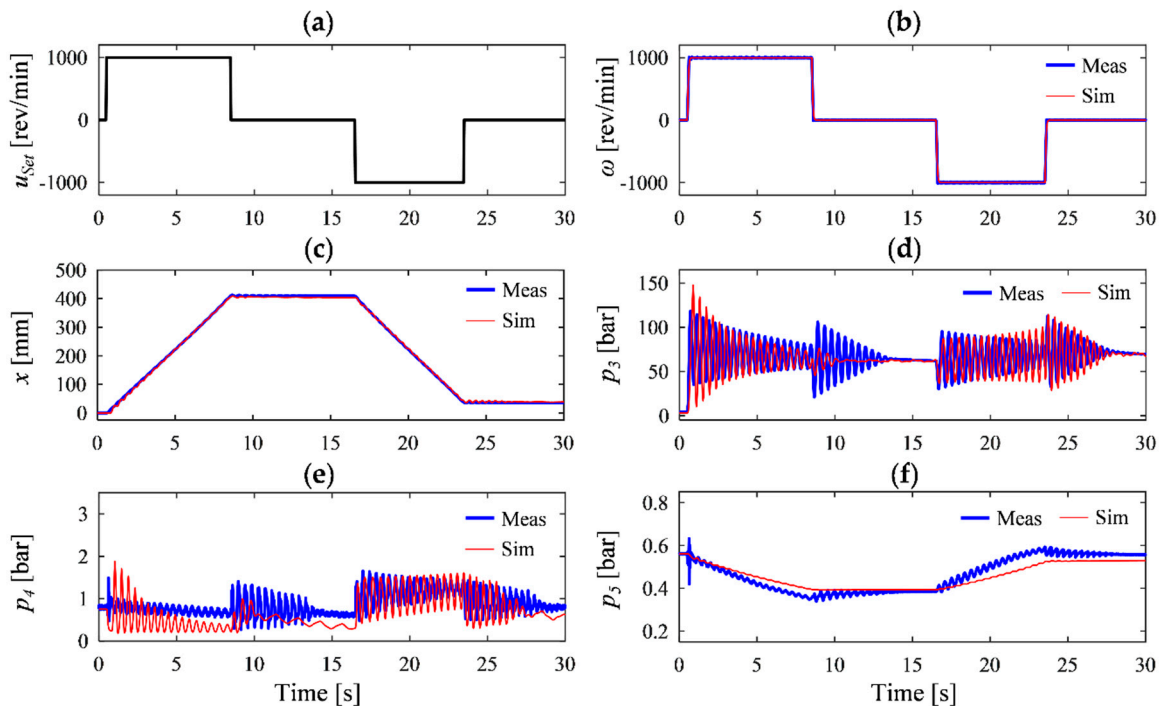 (a)
u_Set [rev/min]
1000
0
-1000
0 5 10 15 20 25 30
(b)
ω [rev/min]
1000
0
-1000
Meas
Sim
0 5 10 15 20 25 30
(c)
x [mm]
500
400
300
200
100
0
Meas
Sim
0 5 10 15 20 25 30
(d)
p_3 [bar]
150
100
50
0
Meas Sim
0 5 10 15 20 25 30
(e)
p_4 [bar]
3
2
1
0
Meas
Sim
0 5 10 15 20 25 30
Time [s]
(f)
p_5 [bar]
0.8
0.6
0.4
0.2
Meas Sim
0 5 10 15 20 25 30
Time [s]